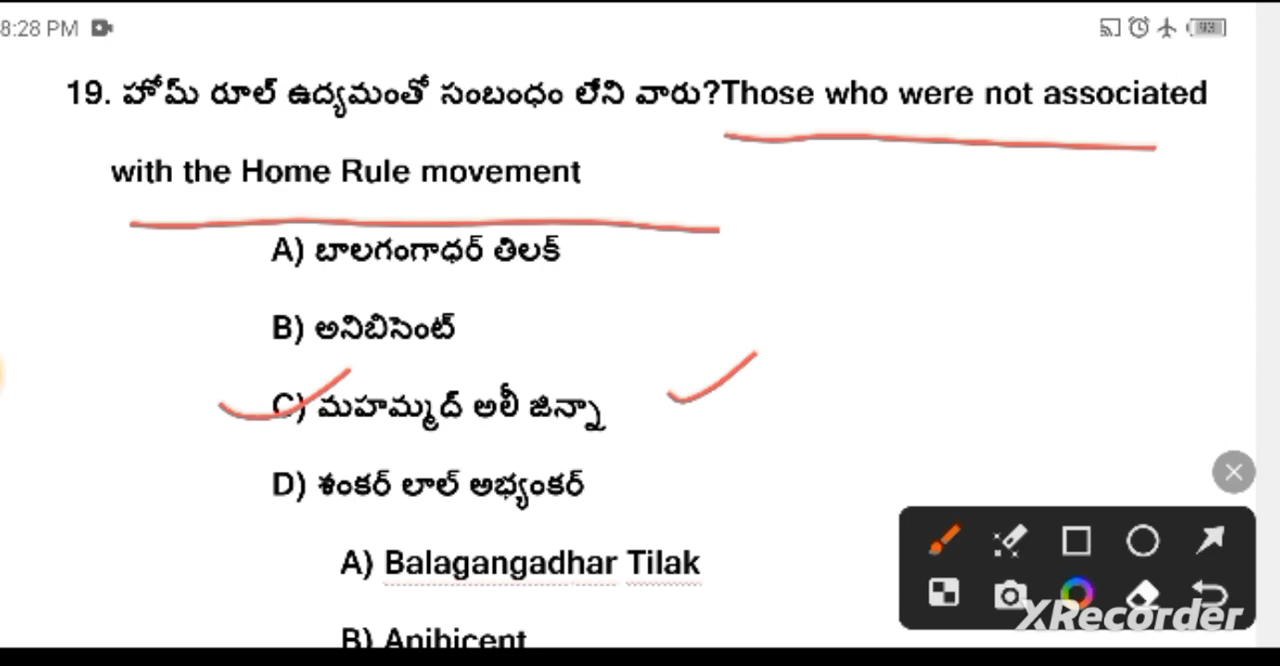 8:28 PM
93
19. హోమ్ రూల్ ఉద్యమంతో సంబంధం లేని వారు?Those who were not associated
with the Home Rule movement
A) బాలగంగాధర్ తిలక్
B) అనిబిసెంట్
C) మహమ్మద్ అలీ జిన్నా
D) శంకర్ లాల్ అభ్యంకర్
A) Balagangadhar Tilak
B) Anibicent
XRecorder